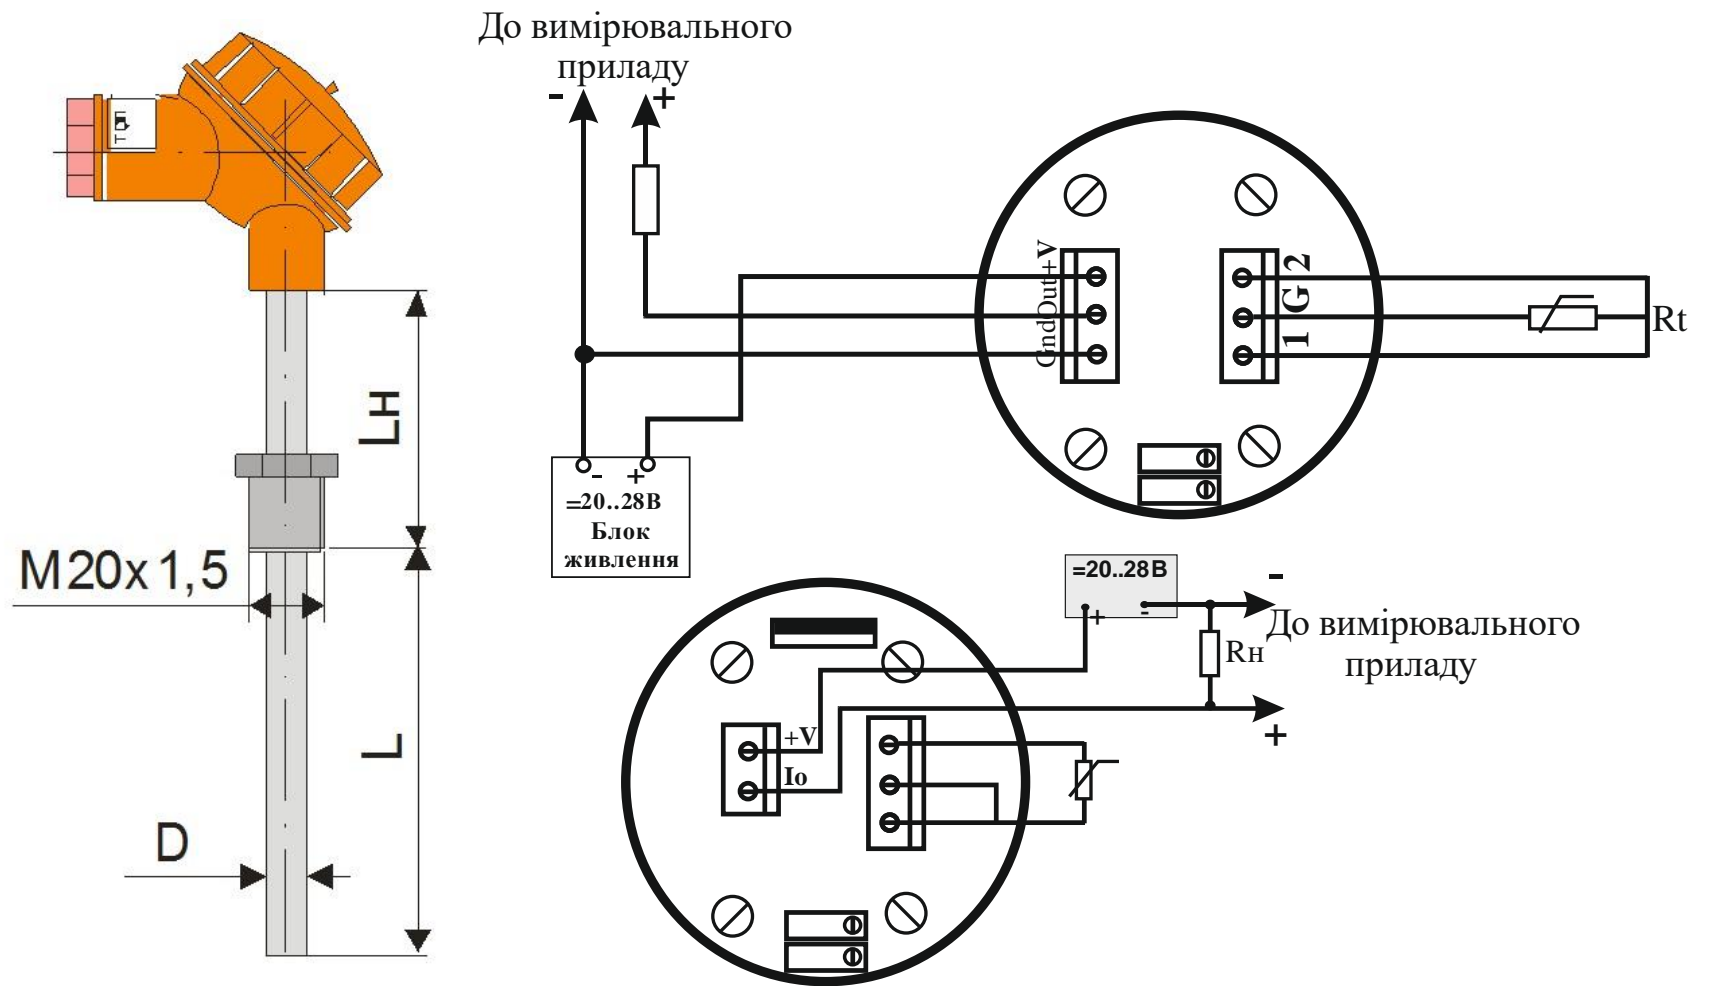 До вимірювального
приладу
- +
Gnd Out +V
1 G 2
Rt
- +
=20..28В
Блок
живлення
Lн
М20х1,5
L
D
=20..28В
+ -
-
До вимірювального
приладу
Rн
+
+V
Io